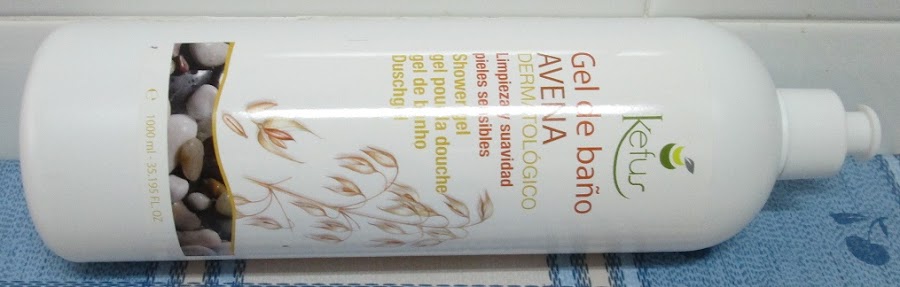 Kefus
Gel de baño
AVENA
DERMATOLÓGICO
Limpieza y suavidad
pieles sensibles
Shower gel
gel pour la douche
gel de banho
Duschgel
℮ 1000 ml - 35.195 FL OZ